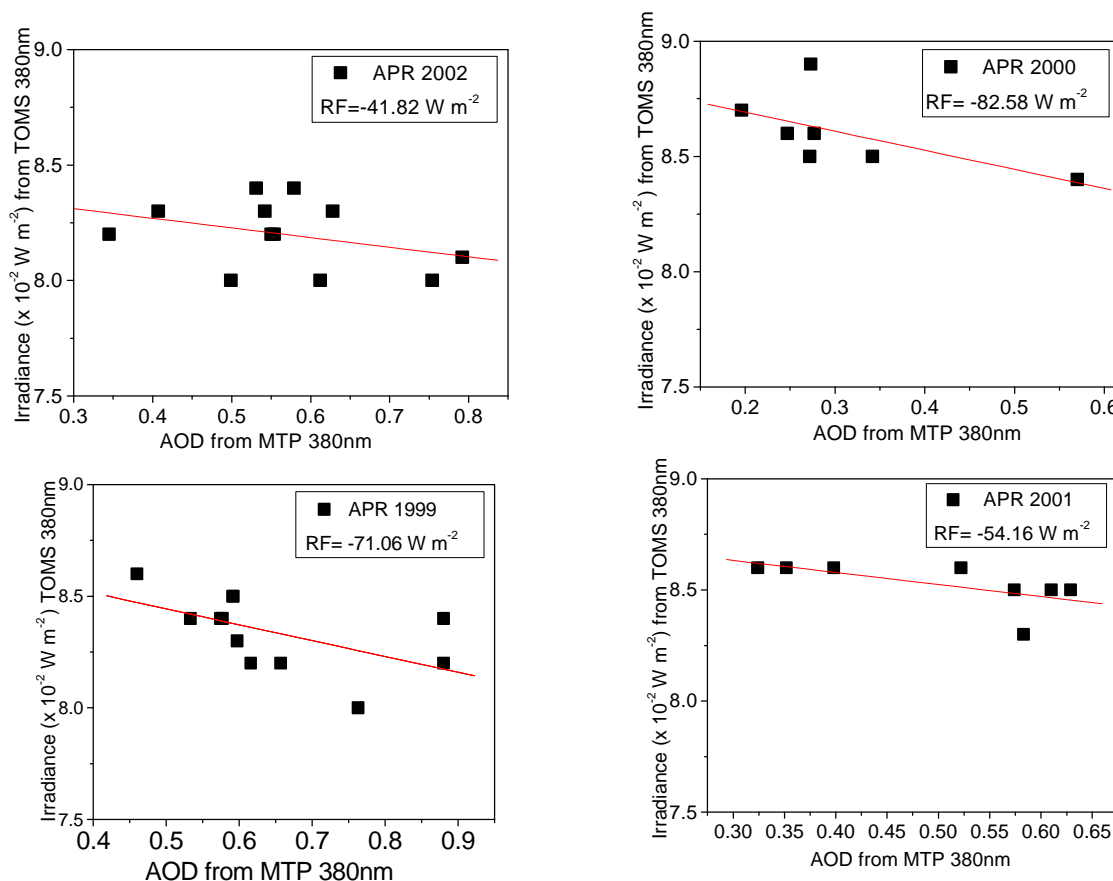 APR 2002
RF=-41.82 W m-2
Irradiance (x 10-2 W m-2) from TOMS 380nm
9.0
8.5
8.0
7.5
0.3 0.4 0.5 0.6 0.7 0.8
AOD from MTP 380nm
APR 2000
RF= -82.58 W m-2
Irradiance (x 10-2 W m-2) from TOMS 380nm
9.0
8.5
8.0
7.5
0.2 0.3 0.4 0.5 0.6
AOD from MTP 380nm
APR 1999
RF= -71.06 W m-2
Irradiance (x 10-2 W m-2) TOMS 380nm
9.0
8.5
8.0
7.5
0.4 0.5 0.6 0.7 0.8 0.9
AOD from MTP 380nm
APR 2001
RF= -54.16 W m-2
Irradiance (x 10-2 W m-2) from TOMS 380nm
9.0
8.5
8.0
7.5
0.30 0.35 0.40 0.45 0.50 0.55 0.60 0.65
AOD from MTP 380nm